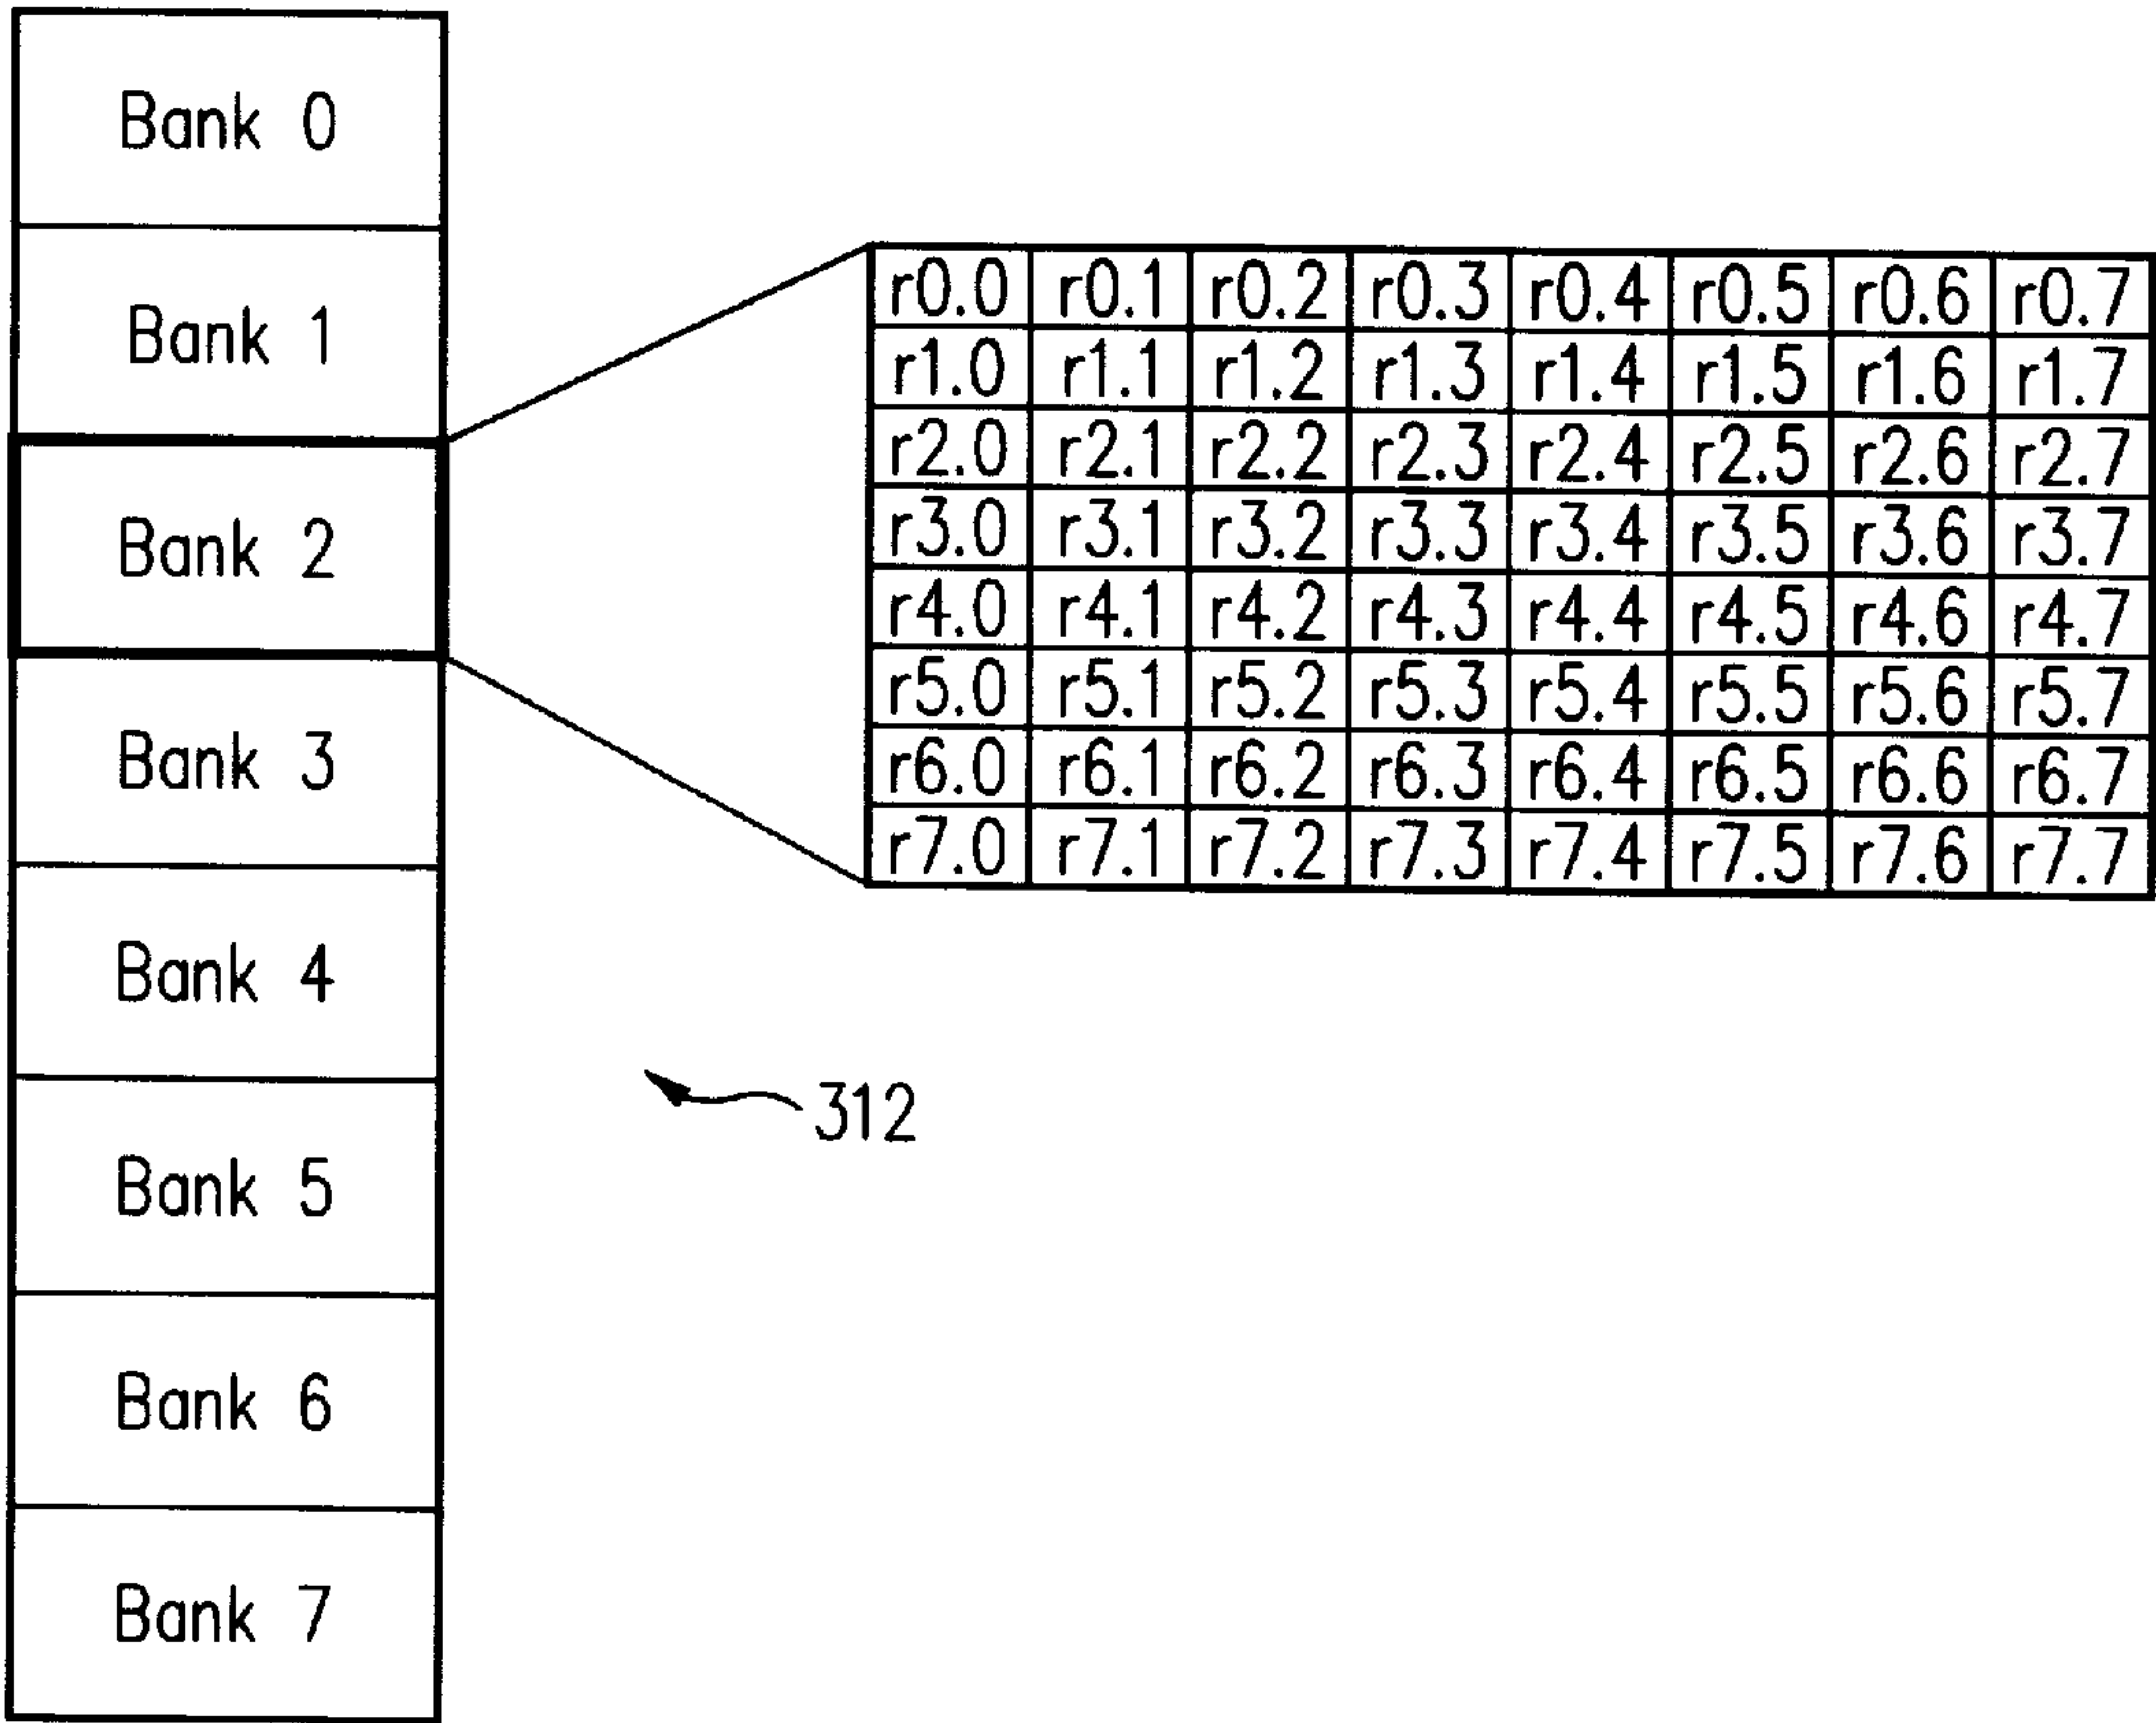 Bank 0
Bank 1
Bank 2
Bank 3
Bank 4
Bank 5
Bank 6
Bank 7
r0.0 r0.1 r0.2 r0.3 r0.4 r0.5 r0.6 r0.7
r1.0 r1.1 r1.2 r1.3 r1.4 r1.5 r1.6 r1.7
r2.0 r2.1 r2.2 r2.3 r2.4 r2.5 r2.6 r2.7
r3.0 r3.1 r3.2 r3.3 r3.4 r3.5 r3.6 r3.7
r4.0 r4.1 r4.2 r4.3 r4.4 r4.5 r4.6 r4.7
r5.0 r5.1 r5.2 r5.3 r5.4 r5.5 r5.6 r5.7
r6.0 r6.1 r6.2 r6.3 r6.4 r6.5 r6.6 r6.7
r7.0 r7.1 r7.2 r7.3 r7.4 r7.5 r7.6 r7.7
312